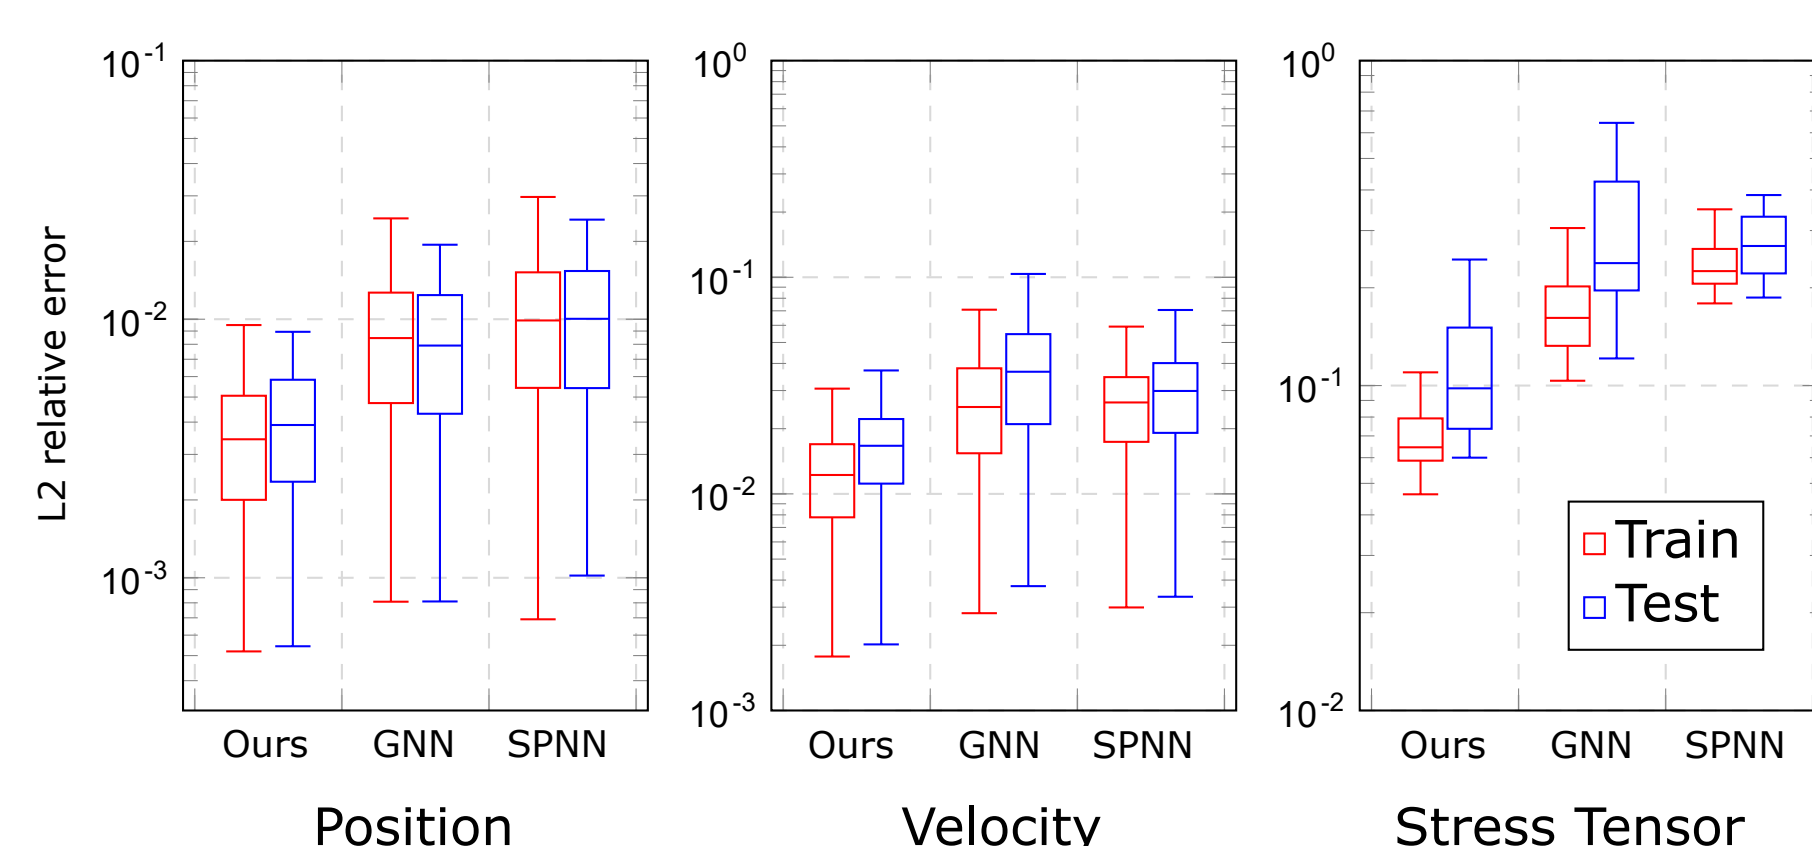 L2 relative error
10-1
10-2
10-3
Ours GNN SPNN
Position
100
10-1
10-2
10-3
Ours GNN SPNN
Velocity
100
10-1
10-2
Train
Test
Ours GNN SPNN
Stress Tensor